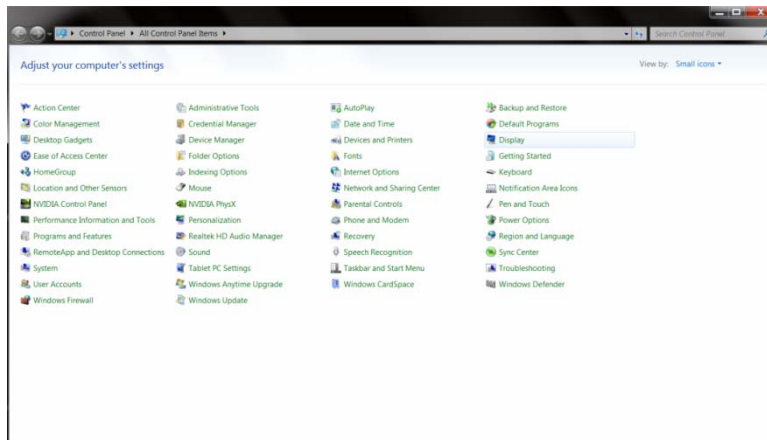 Control Panel ▸ All Control Panel Items ▸ Search Control Panel
Adjust your computer's settings View by: Small icons
Action Center Administrative Tools AutoPlay Backup and Restore
Color Management Credential Manager Date and Time Default Programs
Desktop Gadgets Device Manager Devices and Printers Display
Ease of Access Center Folder Options Fonts Getting Started
HomeGroup Indexing Options Internet Options Keyboard
Location and Other Sensors Mouse Network and Sharing Center Notification Area Icons
NVIDIA Control Panel NVIDIA PhysX Parental Controls Pen and Touch
Performance Information and Tools Personalization Phone and Modem Power Options
Programs and Features Realtek HD Audio Manager Recovery Region and Language
RemoteApp and Desktop Connections Sound Speech Recognition Sync Center
System Tablet PC Settings Taskbar and Start Menu Troubleshooting
User Accounts Windows Anytime Upgrade Windows CardSpace Windows Defender
Windows Firewall Windows Update